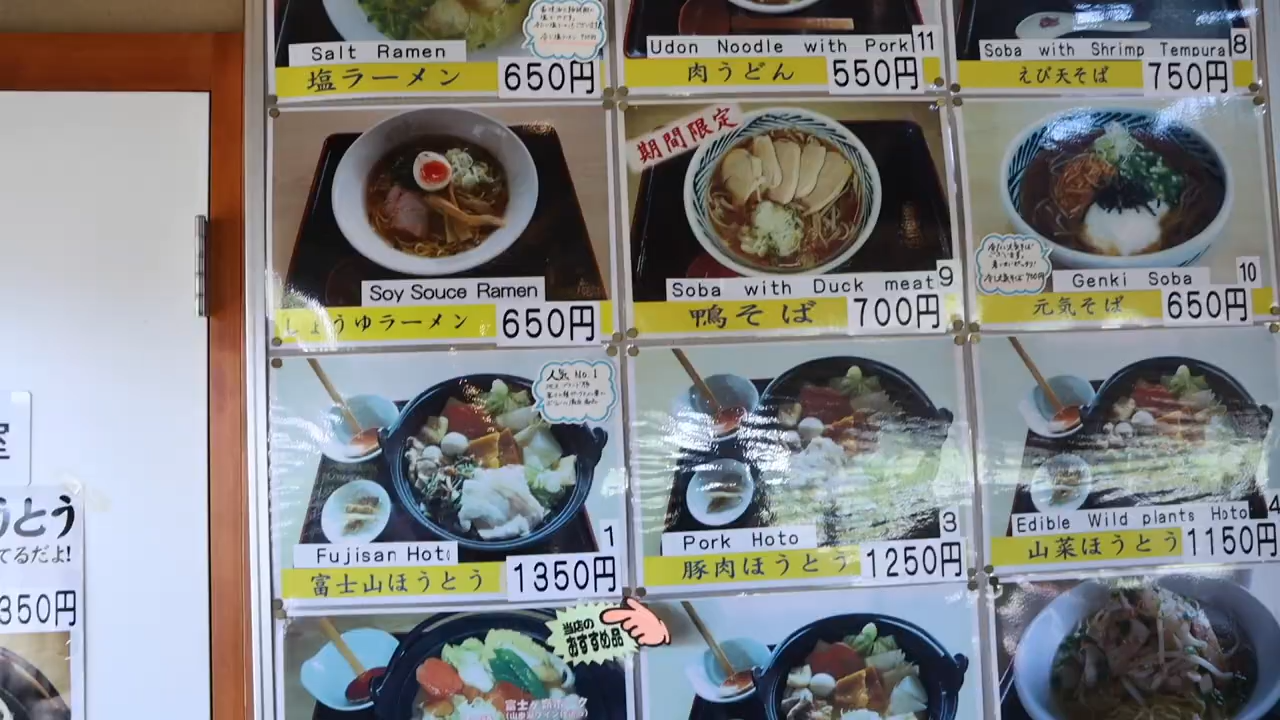 Salt Ramen
塩ラーメン
650円
Udon Noodle with Pork
11
肉うどん
550円
Soba with Shrimp Tempura
8
えび天そば
750円
Soy Souce Ramen
しょうゆラーメン
650円
期間限定
Soba with Duck meat
9
鴨そば
700円
Genki Soba
10
元気そば
650円
人気 No.1
Fujisan Hoto
1
富士山ほうとう
1350円
Pork Hoto
3
豚肉ほうとう
1250円
Edible Wild plants Hoto
4
山菜ほうとう
1150円
うとう
てるだよ!
350円
当店の
おすすめ品